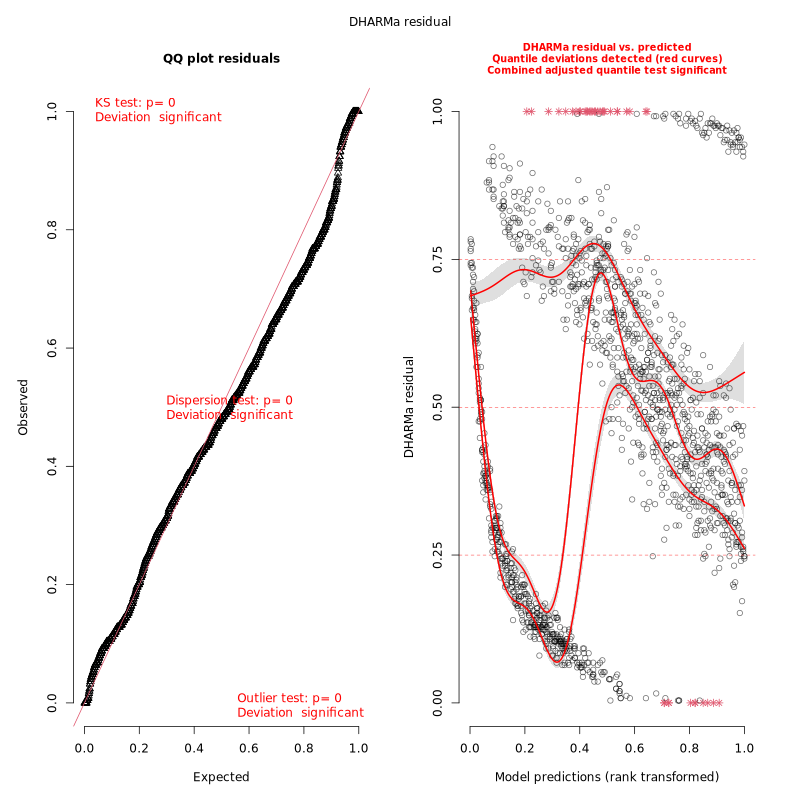 DHARMa residual
QQ plot residuals
KS test: p= 0
Deviation  significant
Dispersion test: p= 0
Deviation  significant
Outlier test: p= 0
Deviation  significant
Observed
0.0
0.2
0.4
0.6
0.8
1.0
0.0
0.2
0.4
0.6
0.8
1.0
Expected
DHARMa residual vs. predicted
Quantile deviations detected (red curves)
Combined adjusted quantile test significant
DHARMa residual
0.00
0.25
0.50
0.75
1.00
0.0
0.2
0.4
0.6
0.8
1.0
Model predictions (rank transformed)